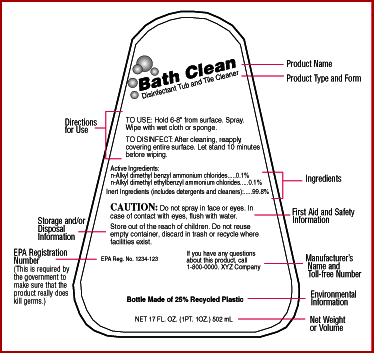 Bath Clean
Disinfectant Tub and Tile Cleaner
Product Name
Product Type and Form
Directions
for Use
TO USE: Hold 6-8" from surface. Spray.
Wipe with wet cloth or sponge.
TO DISINFECT: After cleaning, reapply
covering entire surface. Let stand 10 minutes
before wiping.
Active Ingredients:
n-Alkyl dimethyl benzyl ammonium chlorides.....0.1%
n-Alkyl dimethyl ethylbenzyl ammonium chlorides.....0.1%
Inert Ingredients (includes detergents and cleaners):....99.8%
Ingredients
CAUTION: Do not spray in face or eyes. In
case of contact with eyes, flush with water.
First Aid and Safety
Information
Storage and/or
Disposal
Information
Store out of the reach of children. Do not reuse
empty container, discard in trash or recycle where
facilities exist.
EPA Registration
Number
(This is required by
the government to
make sure that the
product really does
kill germs.)
EPA Reg. No. 1234-123
If you have any questions
about this product, call
1-800-0000. XYZ Company
Manufacturer's
Name and
Toll-free Number
Bottle Made of 25% Recycled Plastic
Environmental
Information
NET 17 FL. OZ. (1PT. 1OZ.) 502 mL
Net Weight
or Volume